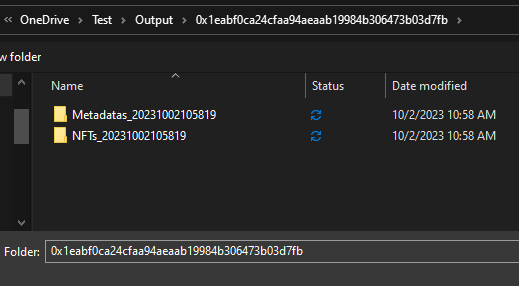 OneDrive > Test > Output > 0x1eabf0ca24cfaa94aeaab19984b306473b03d7fb >
w folder
Name Status Date modified
Metadatas_20231002105819 10/2/2023 10:58 AM
NFTs_20231002105819 10/2/2023 10:58 AM
Folder: 0x1eabf0ca24cfaa94aeaab19984b306473b03d7fb